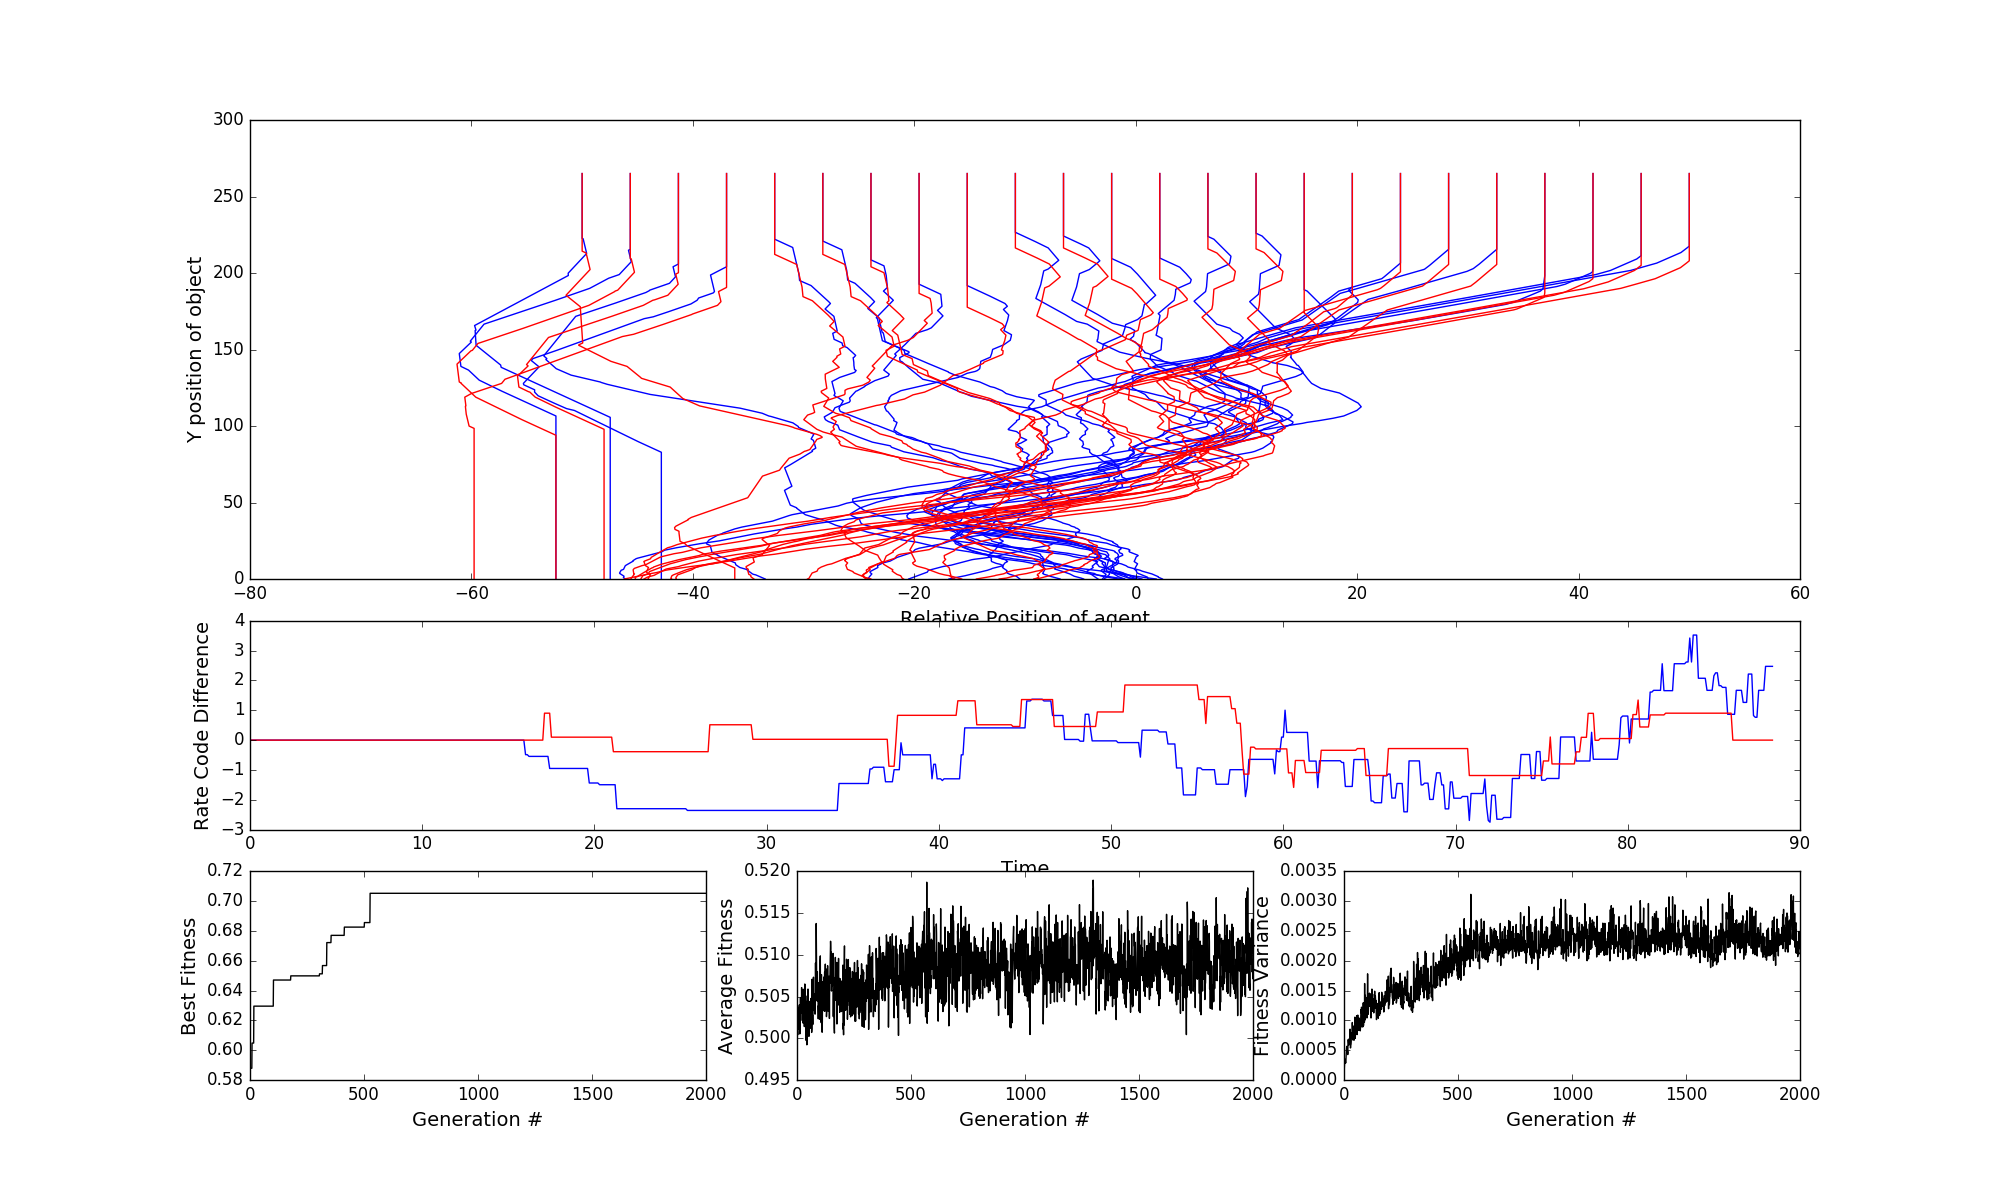 300
250
200
150
100
50
0
Y position of object
−80 −60 −40 −20 0 20 40 60
Relative Position of agent
4
3
2
1
0
−1
−2
−3
Rate Code Difference
0 10 20 30 40 50 60 70 80 90
Time
0.72
0.70
0.68
0.66
0.64
0.62
0.60
0.58
Best Fitness
0 500 1000 1500 2000
Generation #
0.520
0.515
0.510
0.505
0.500
0.495
Average Fitness
0 500 1000 1500 2000
Generation #
0.0035
0.0030
0.0025
0.0020
0.0015
0.0010
0.0005
0.0000
Fitness Variance
0 500 1000 1500 2000
Generation #